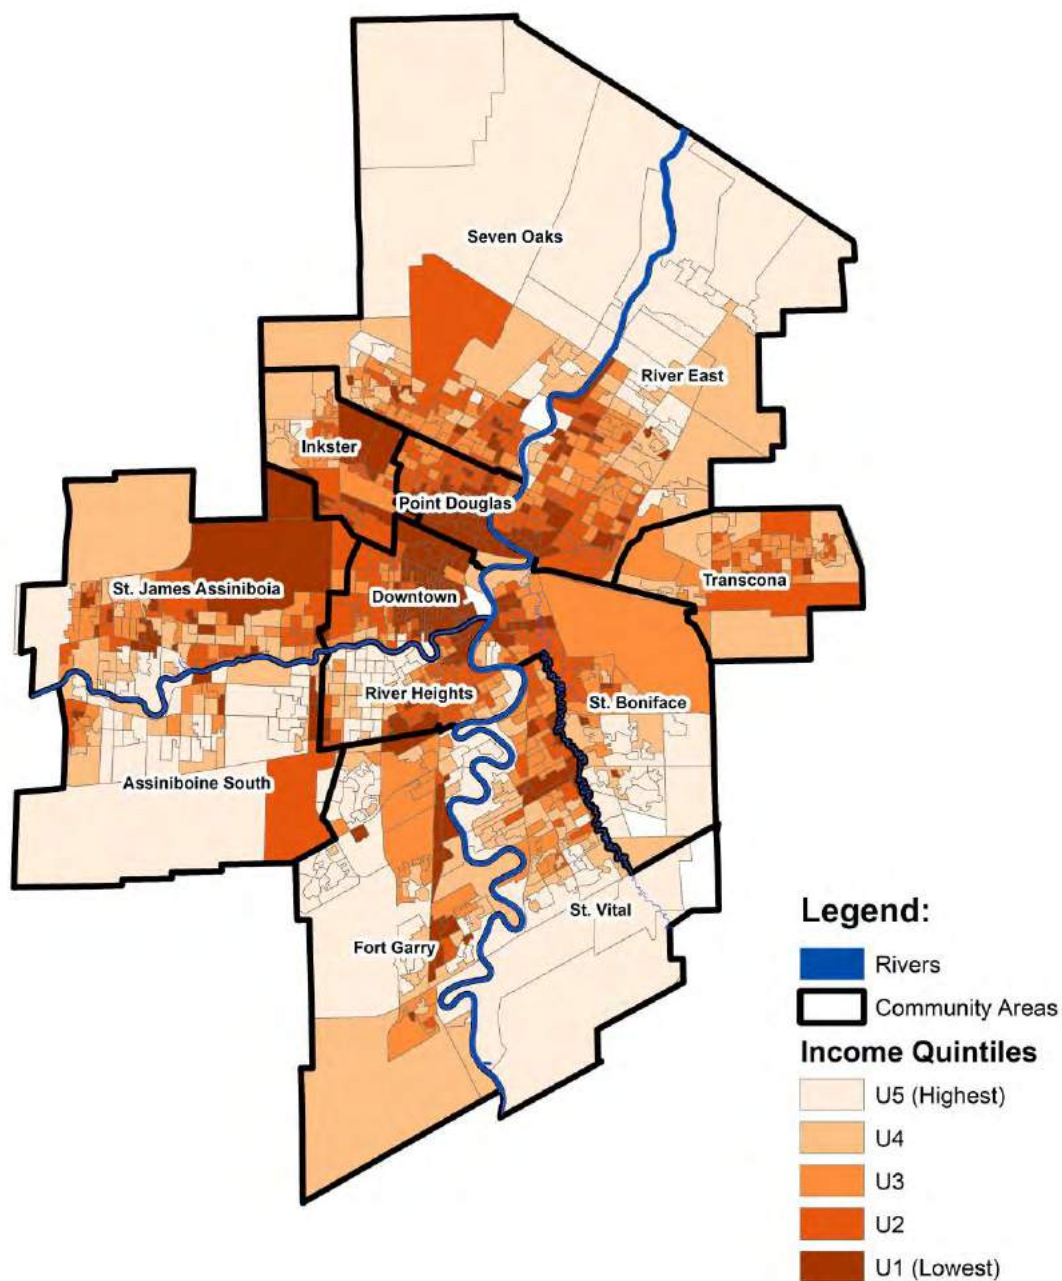 Seven Oaks
River East
Inkster
Point Douglas
Transcona
St. James Assiniboia
Downtown
River Heights
St. Boniface
Assiniboine South
St. Vital
Fort Garry
Legend:
Rivers
Community Areas
Income Quintiles
U5 (Highest)
U4
U3
U2
U1 (Lowest)